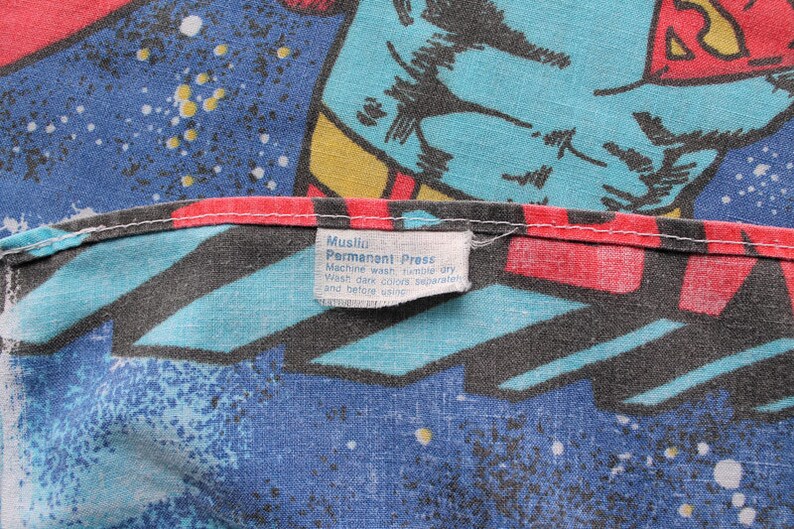 Muslin
Permanent Press
Machine wash, tumble dry.
Wash dark colors separately
and before using.